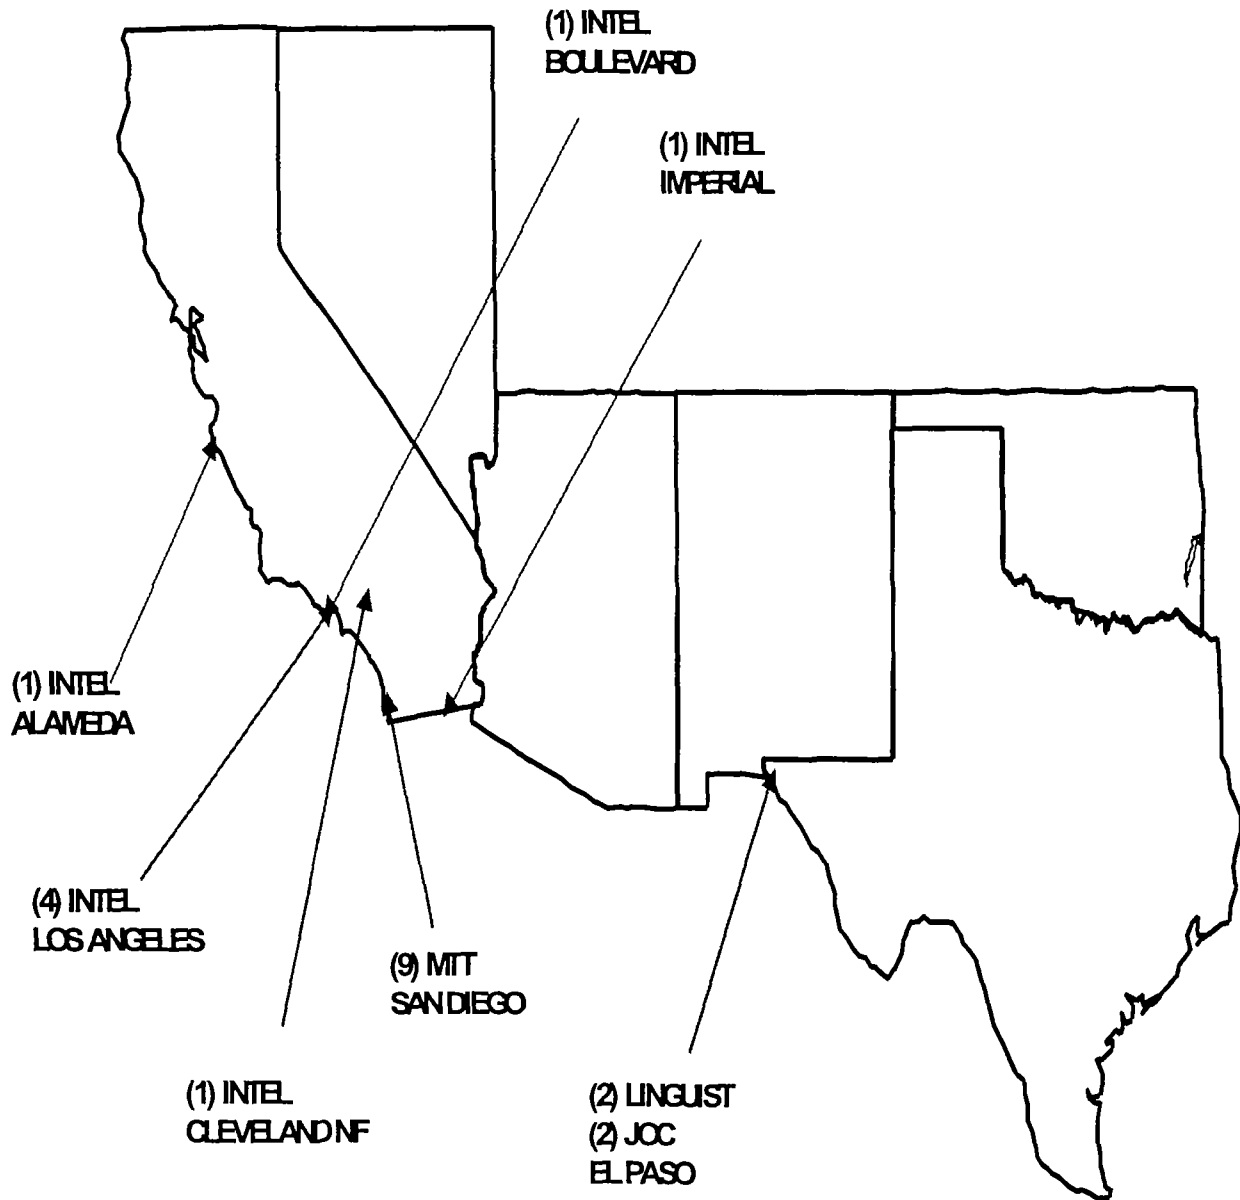 (1) INTEL
BOULEVARD
(1) INTEL
IMPERIAL
(1) INTEL
ALAMEDA
(4) INTEL
LOS ANGELES
(9) MTT
SAN DIEGO
(1) INTEL
CLEVELAND NF
(2) LINGUIST
(2) JOC
EL PASO